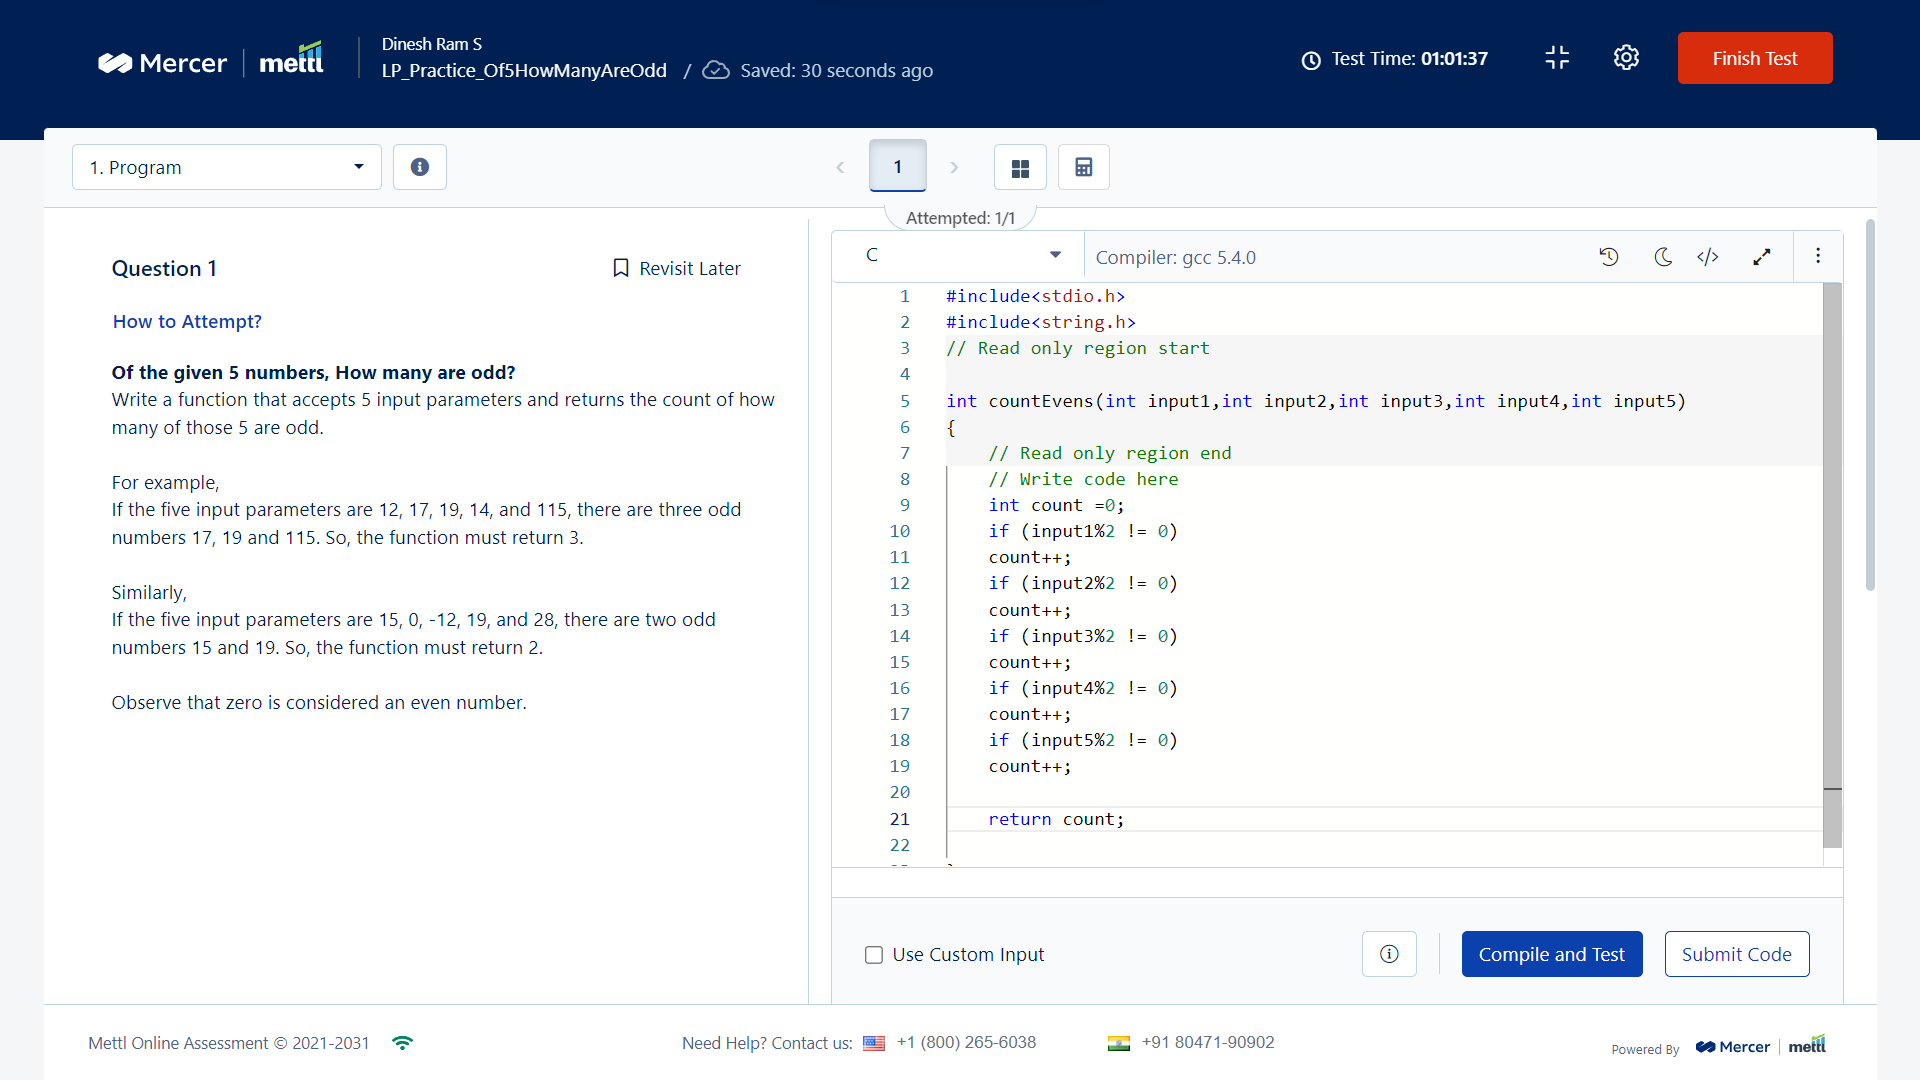 Mercer | mettl
Dinesh Ram S
LP_Practice_Of5HowManyAreOdd / Saved: 30 seconds ago
Test Time: 01:01:37
Finish Test
1. Program
1
Attempted: 1/1
Question 1
Revisit Later
How to Attempt?
Of the given 5 numbers, How many are odd?
Write a function that accepts 5 input parameters and returns the count of how
many of those 5 are odd.
For example,
If the five input parameters are 12, 17, 19, 14, and 115, there are three odd
numbers 17, 19 and 115. So, the function must return 3.
Similarly,
If the five input parameters are 15, 0, -12, 19, and 28, there are two odd
numbers 15 and 19. So, the function must return 2.
Observe that zero is considered an even number.
C
Compiler: gcc 5.4.0
1 #include<stdio.h>
2 #include<string.h>
3 // Read only region start
4
5 int countEvens(int input1,int input2,int input3,int input4,int input5)
6 {
7 // Read only region end
8 // Write code here
9 int count =0;
10 if (input1%2 != 0)
11 count++;
12 if (input2%2 != 0)
13 count++;
14 if (input3%2 != 0)
15 count++;
16 if (input4%2 != 0)
17 count++;
18 if (input5%2 != 0)
19 count++;
20
21 return count;
22
Use Custom Input
Compile and Test
Submit Code
Mettl Online Assessment © 2021-2031
Need Help? Contact us: +1 (800) 265-6038
+91 80471-90902
Powered By Mercer | mettl